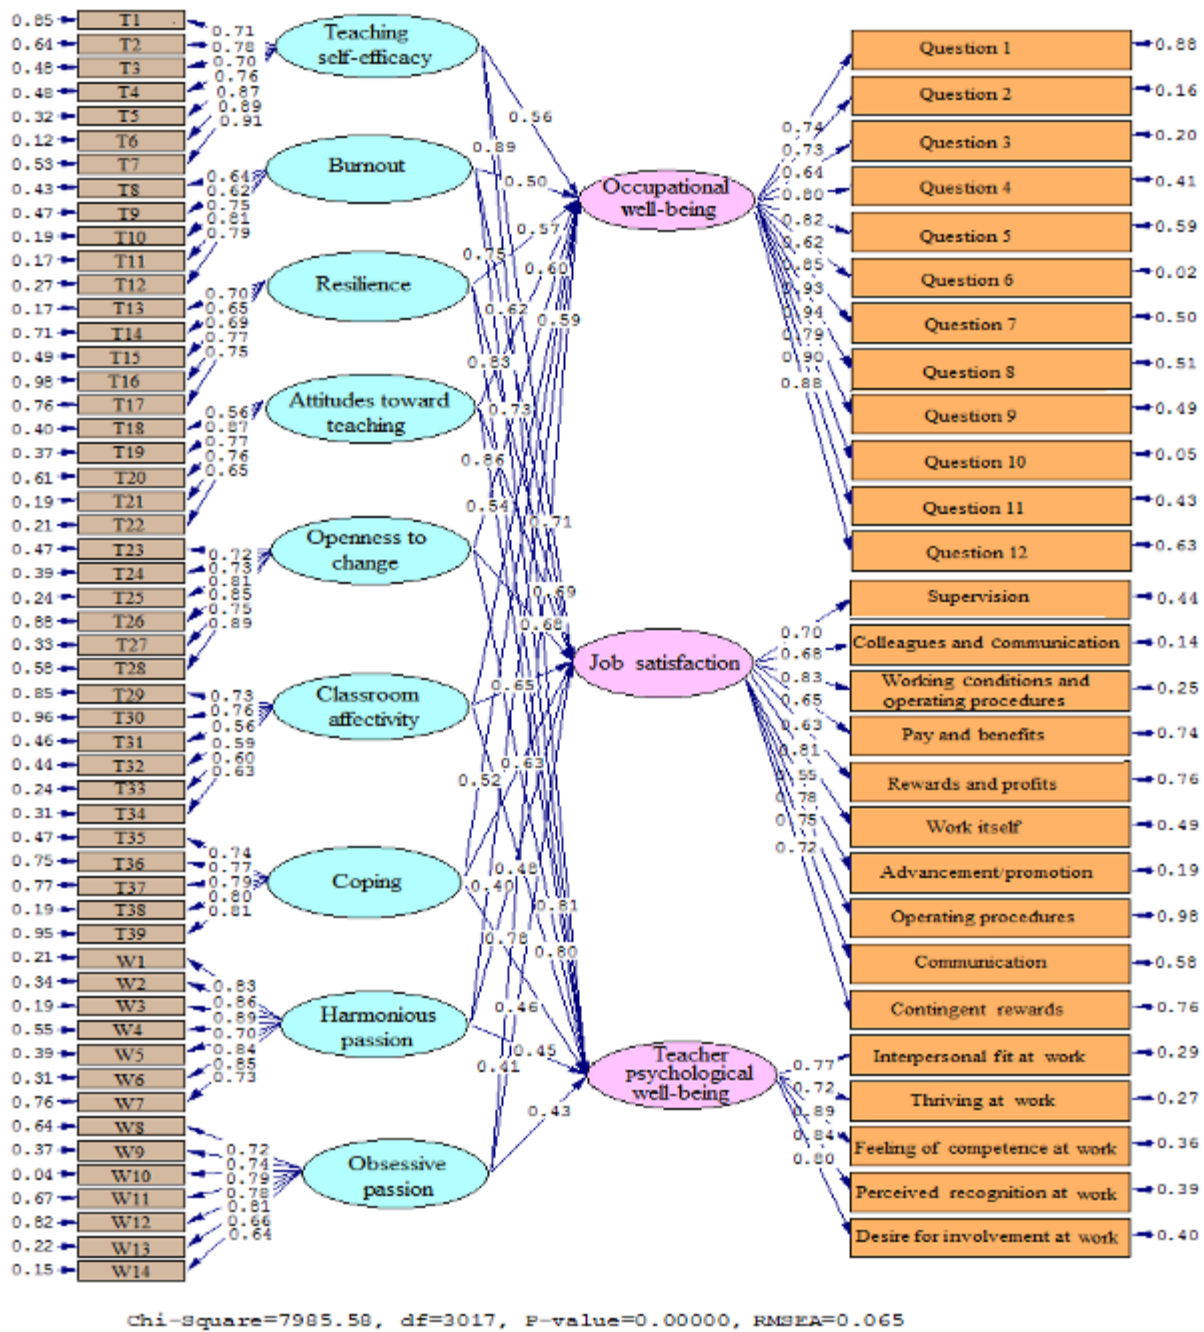 0.85 T1
0.64 T2
0.48 T3
0.48 T4
0.32 T5
0.12 T6
0.53 T7
0.43 T8
0.47 T9
0.19 T10
0.17 T11
0.27 T12
0.17 T13
0.71 T14
0.49 T15
0.98 T16
0.76 T17
0.40 T18
0.37 T19
0.61 T20
0.19 T21
0.21 T22
0.47 T23
0.39 T24
0.24 T25
0.88 T26
0.33 T27
0.58 T28
0.85 T29
0.96 T30
0.46 T31
0.44 T32
0.24 T33
0.31 T34
0.47 T35
0.75 T36
0.77 T37
0.19 T38
0.95 T39
0.21 W1
0.34 W2
0.19 W3
0.55 W4
0.39 W5
0.31 W6
0.76 W7
0.64 W8
0.37 W9
0.04 W10
0.67 W11
0.82 W12
0.22 W13
0.15 W14
0.71
0.78
0.70
0.76
0.87
0.89
0.91
0.64
0.62
0.75
0.81
0.79
0.70
0.65
0.69
0.77
0.75
0.56
0.87
0.77
0.76
0.65
0.72
0.73
0.81
0.85
0.75
0.89
0.73
0.76
0.56
0.59
0.60
0.63
0.74
0.77
0.79
0.80
0.81
0.83
0.86
0.89
0.70
0.84
0.85
0.73
0.72
0.74
0.79
0.78
0.81
0.66
0.64
Teaching
self-efficacy
Burnout
Resilience
Attitudes toward
teaching
Openness to
change
Classroom
affectivity
Coping
Harmonious
passion
Obsessive
passion
0.56
0.89
0.50
0.57
0.75
0.60
0.62
0.59
0.83
0.73
0.86
0.54
0.71
0.69
0.68
0.65
0.63
0.52
0.48
0.40
0.81
0.78
0.80
0.46
0.45
0.41
0.43
Occupational
well-being
Job satisfaction
Teacher
psychological
well-being
0.74
0.73
0.64
0.80
0.82
0.62
0.85
0.93
0.94
0.79
0.90
0.88
0.70
0.68
0.83
0.65
0.63
0.81
55
0.78
0.75
0.72
0.77
0.72
0.89
0.84
0.80
Question 1 0.88
Question 2 0.16
Question 3 0.20
Question 4 0.41
Question 5 0.59
Question 6 0.02
Question 7 0.50
Question 8 0.51
Question 9 0.49
Question 10 0.05
Question 11 0.43
Question 12 0.63
Supervision 0.44
Colleagues and Communication 0.14
Working conditions and
operating procedures 0.25
Pay and benefits 0.74
Rewards and profits 0.76
Work itself 0.49
Advancement/promotion 0.19
Operating procedures 0.98
Communication 0.58
Contingent rewards 0.76
Interpersonal fit at work 0.29
Thriving at work 0.27
Feeling of competence at work 0.36
Perceived recognition at work 0.39
Desire for involvement at work 0.40
Chi-Square=7985.58, df=3017, P-value=0.00000, RMSEA=0.065